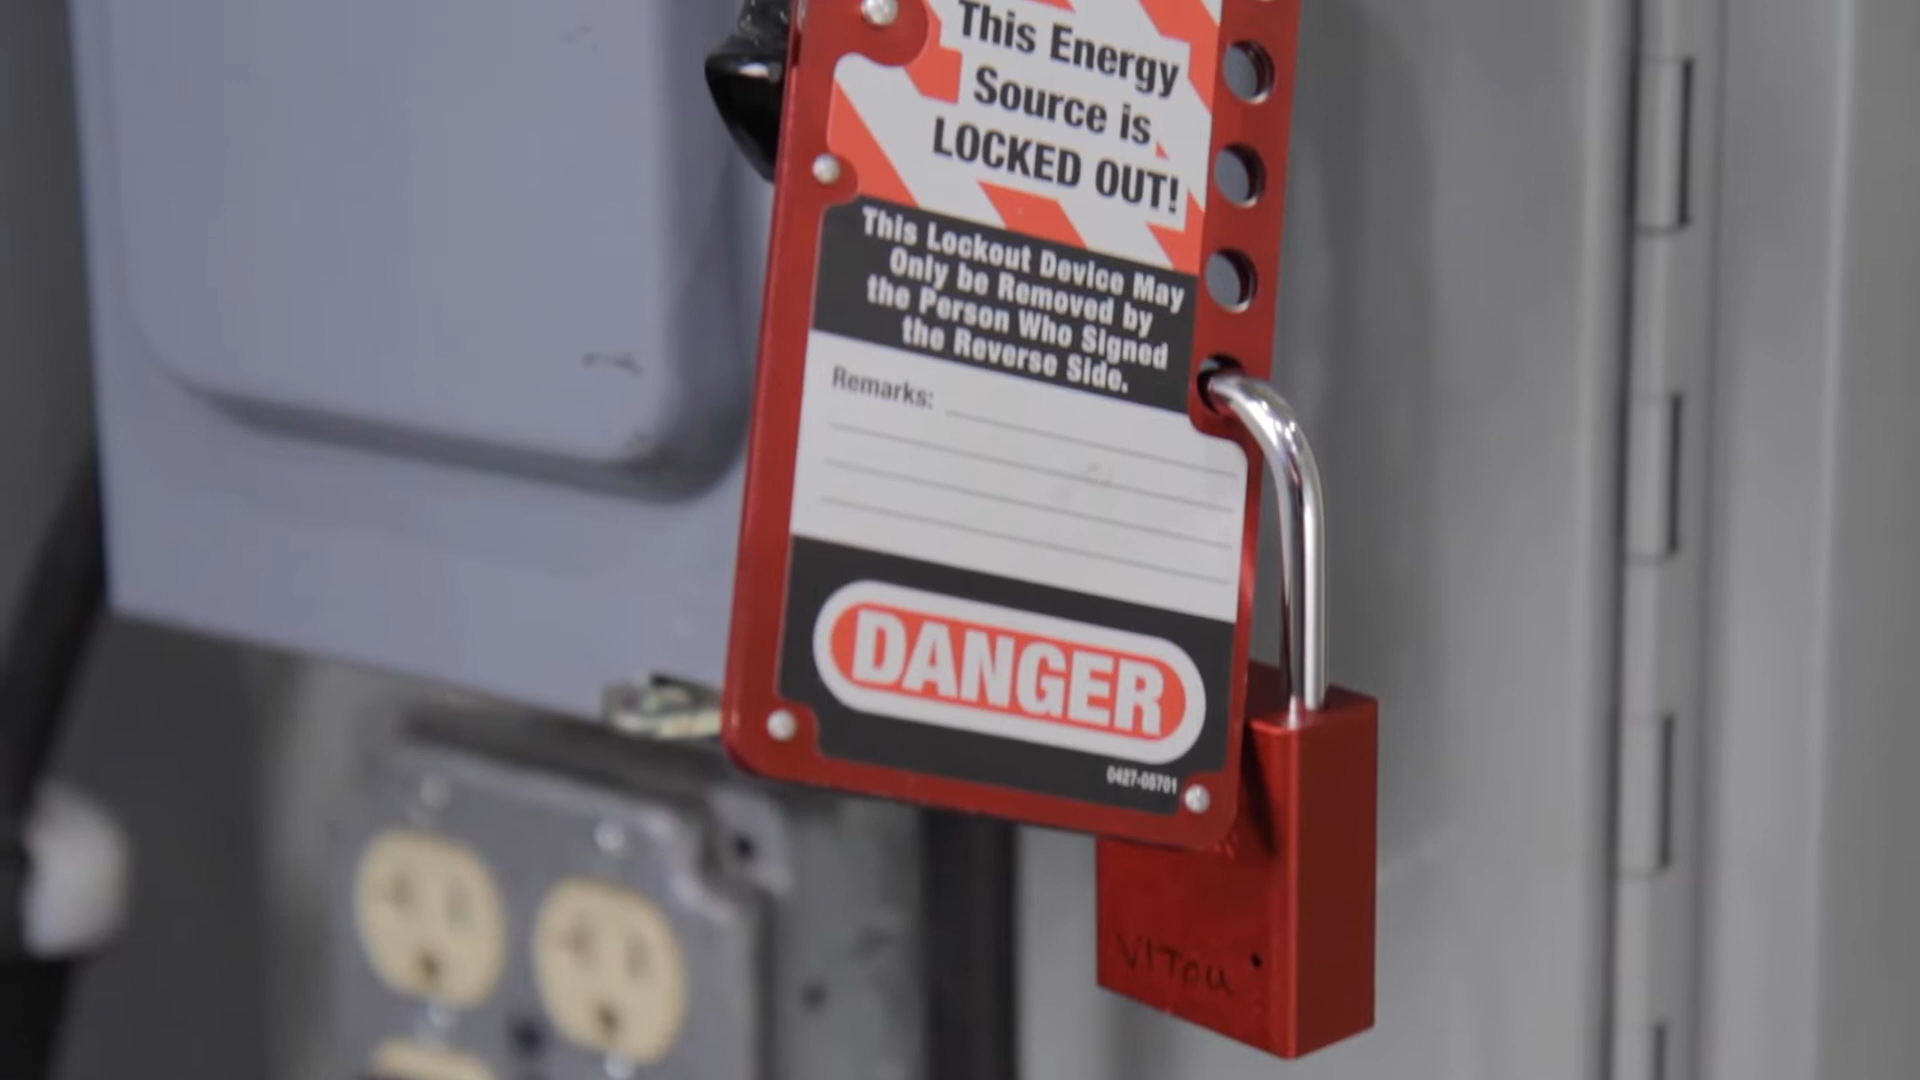 This Energy
Source is
LOCKED OUT!
This Lockout Device May
Only be Removed by
the Person Who Signed
the Reverse Side.
Remarks:
DANGER
0427-05701
VITOU